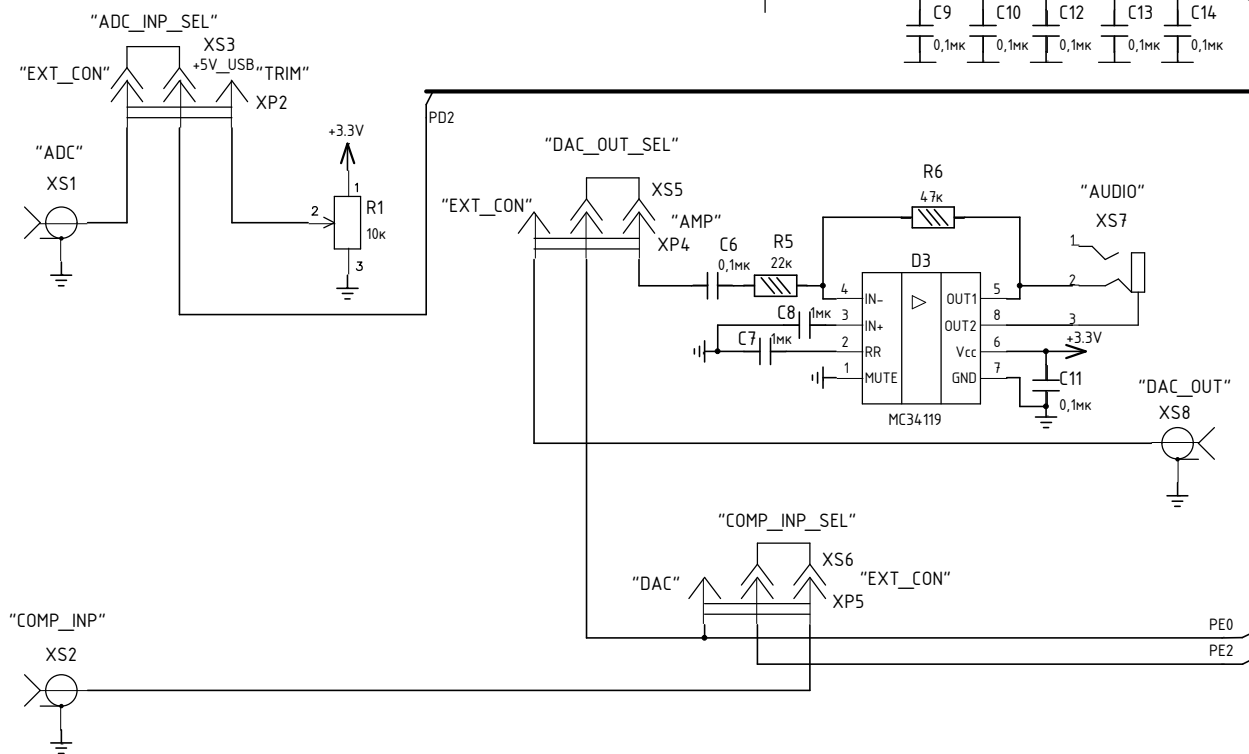 "ADC_INP_SEL"
XS3
+5V_USB
"EXT_CON"
"TRIM"
XP2
C9
0,1мк
C10
0,1мк
C12
0,1мк
C13
0,1мк
C14
0,1мк
PD2
"ADC"
XS1
+3.3V
1
2
R1
10к
3
"DAC_OUT_SEL"
XS5
"EXT_CON"
"AMP"
XP4
R6
47к
"AUDIO"
XS7
C6
0,1мк
R5
22к
D3
1
2
3
4
IN-
OUT1
5
C8
1мк
3
IN+
OUT2
8
C7
1мк
2
RR
Vcc
6
+3.3V
1
MUTE
GND
7
C11
0,1мк
MC34119
"DAC_OUT"
XS8
"COMP_INP_SEL"
XS6
"DAC"
"EXT_CON"
XP5
"COMP_INP"
XS2
PE0
PE2